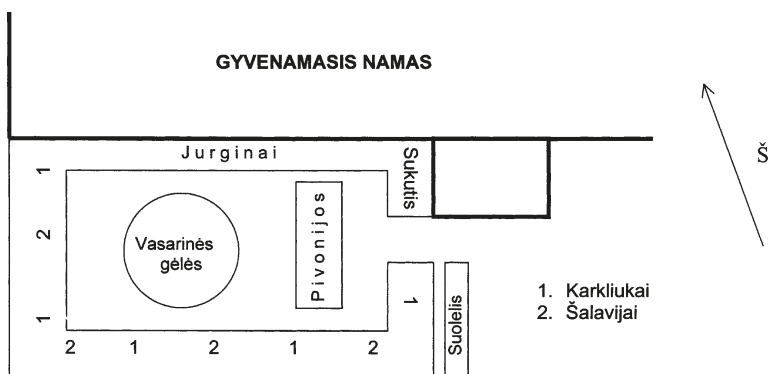 GYVENAMASIS NAMAS
Š
Jurginai
Sukutis
1
2
1
Vasarinės
gėlės
Pivonijos
1
Suolelis
2 1 2 1 2
1. Karkliukai
2. Šalavijai